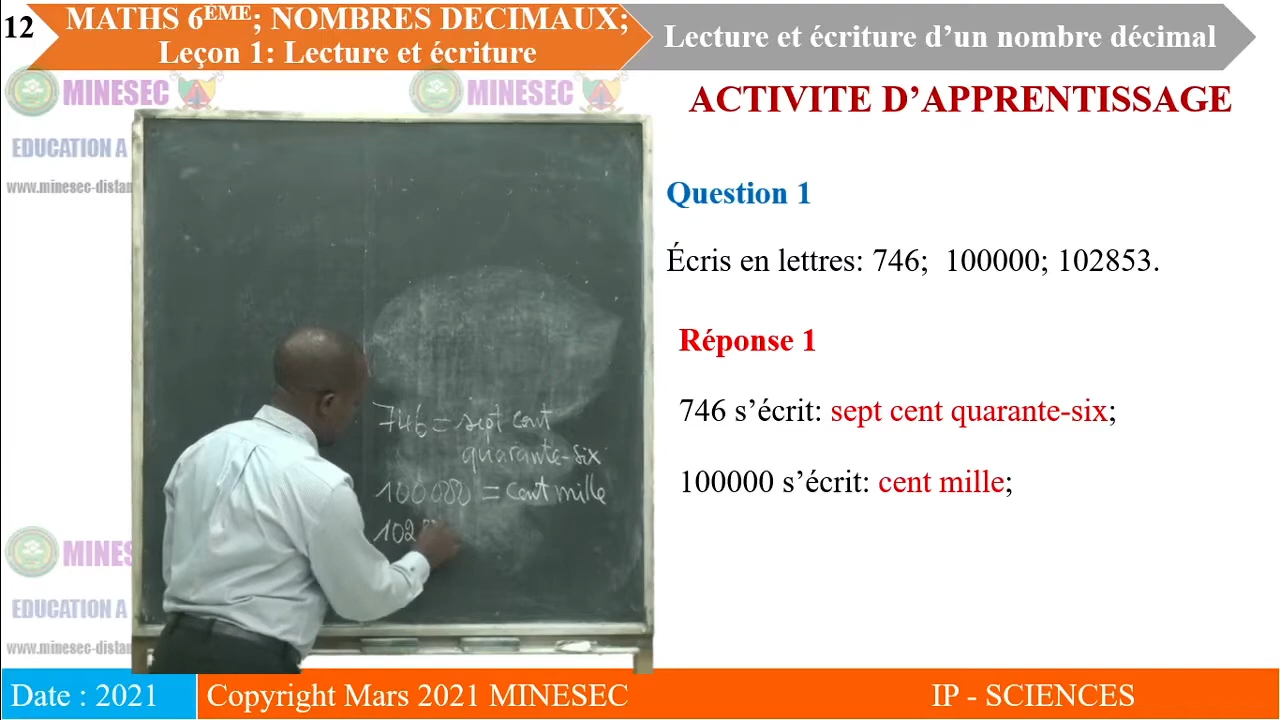 12
MATHS 6EME; NOMBRES DECIMAUX;
Leçon 1: Lecture et écriture
Lecture et écriture d’un nombre décimal
MINESEC
MINESEC
EDUCATION A
www.minesec-distan
ACTIVITE D’APPRENTISSAGE
Question 1
Écris en lettres: 746; 100000; 102853.
Réponse 1
746 s’écrit: sept cent quarante-six;
100000 s’écrit: cent mille;
746 = sept cent
quarante-six
100000 = cent mille
102
MINES
EDUCATION A
www.minesec-distan
Date : 2021
Copyright Mars 2021 MINESEC
IP - SCIENCES